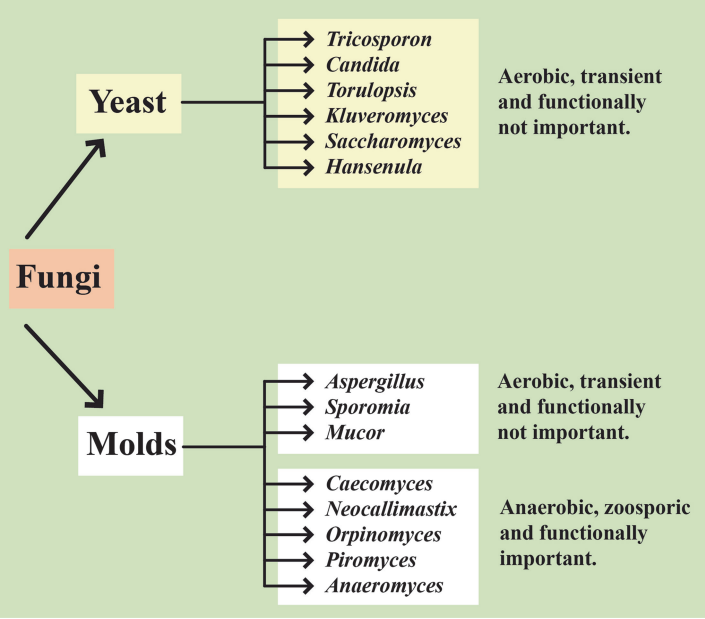 Fungi
Yeast
Tricosporon
Candida
Torulopsis
Kluveromyces
Saccharomyces
Hansenula
Aerobic, transient
and functionally
not important.
Molds
Aspergillus
Sporomia
Mucor
Aerobic, transient
and functionally
not important.
Caecomyces
Neocallimastix
Orpinomyces
Piromyces
Anaeromyces
Anaerobic, zoosporic
and functionally
important.